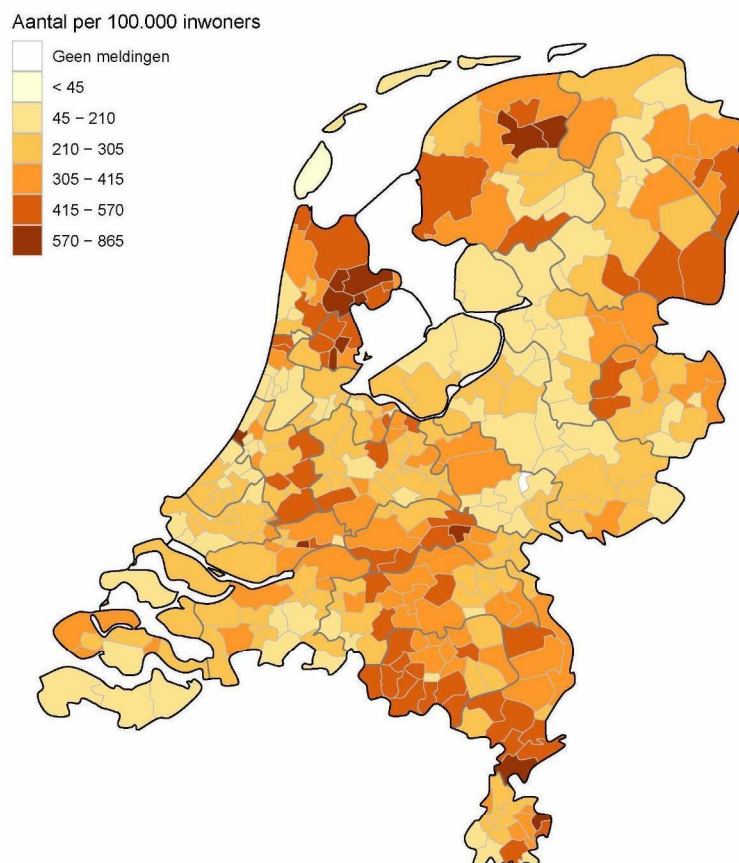 Aantal per 100.000 inwoners
Geen meldingen
< 45
45 – 210
210 – 305
305 – 415
415 – 570
570 – 865